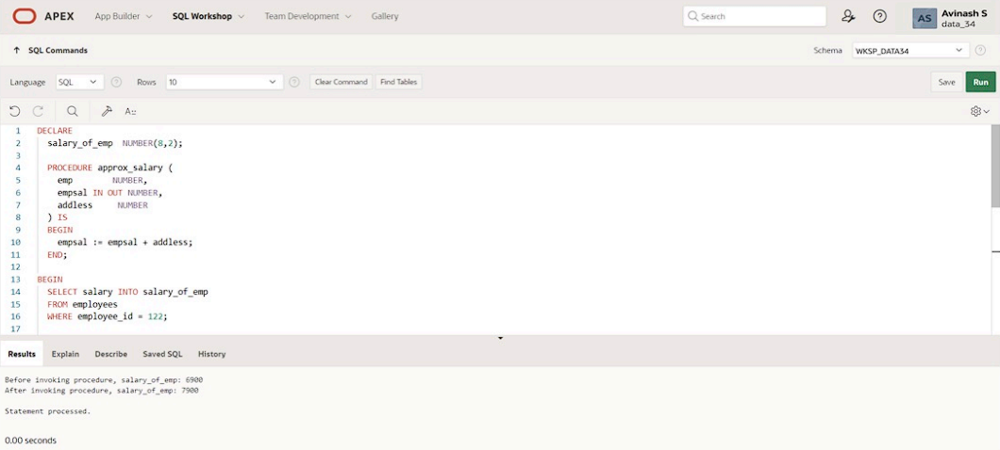 APEX App Builder SQL Workshop Team Development Gallery Search AS Avinash S
data_34
SQL Commands Schema WKSP_DATA34
Language SQL Rows 10 Clear Command Find Tables Save Run
A::
1 DECLARE
2 salary_of_emp NUMBER(8,2);
3
4 PROCEDURE approx_salary (
5 emp NUMBER,
6 empsal IN OUT NUMBER,
7 addless NUMBER
8 ) IS
9 BEGIN
10 empsal := empsal + addless;
11 END;
12
13 BEGIN
14 SELECT salary INTO salary_of_emp
15 FROM employees
16 WHERE employee_id = 122;
17
Results Explain Describe Saved SQL History
Before invoking procedure, salary_of_emp: 6900
After invoking procedure, salary_of_emp: 7900
Statement processed.
0.00 seconds